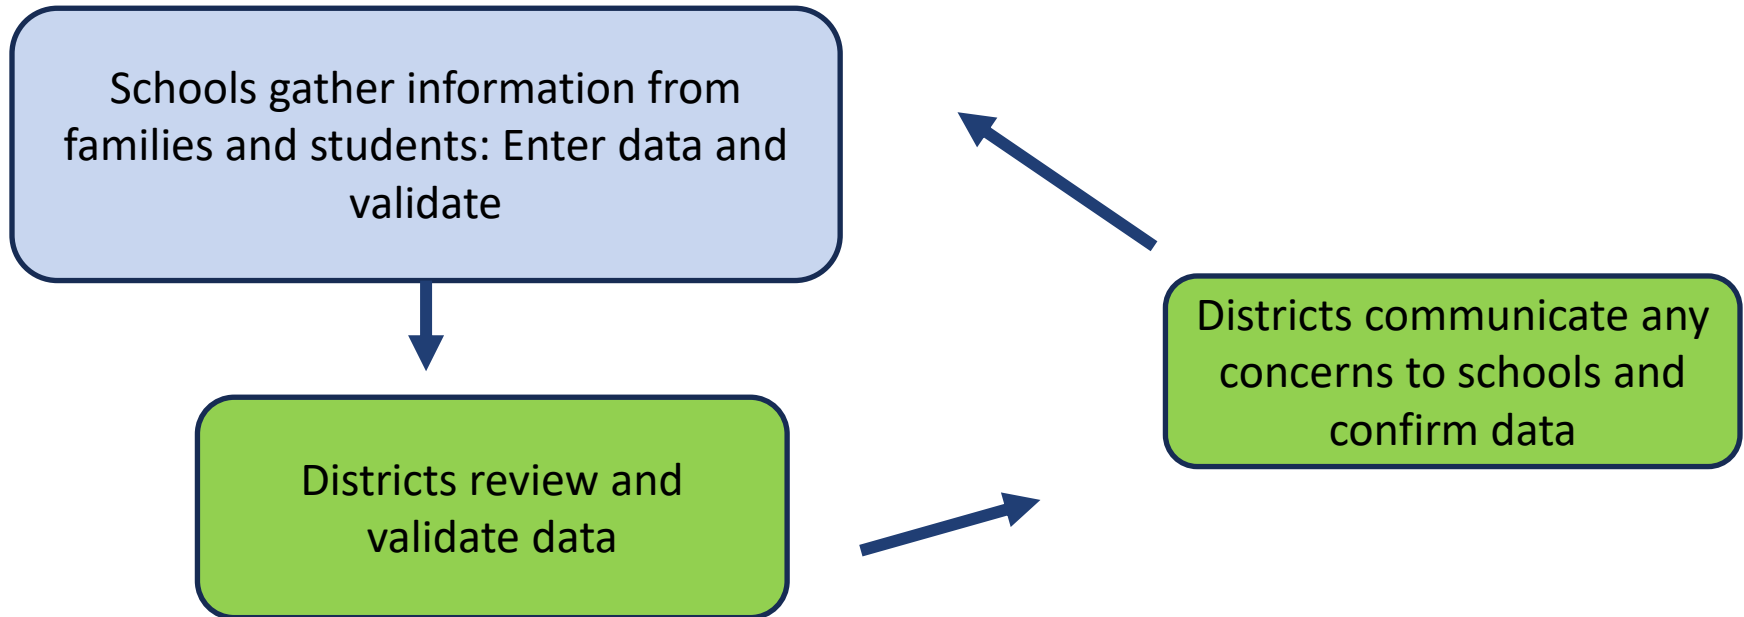 Schools gather information from
families and students: Enter data and
validate
Districts review and
validate data
Districts communicate any
concerns to schools and
confirm data